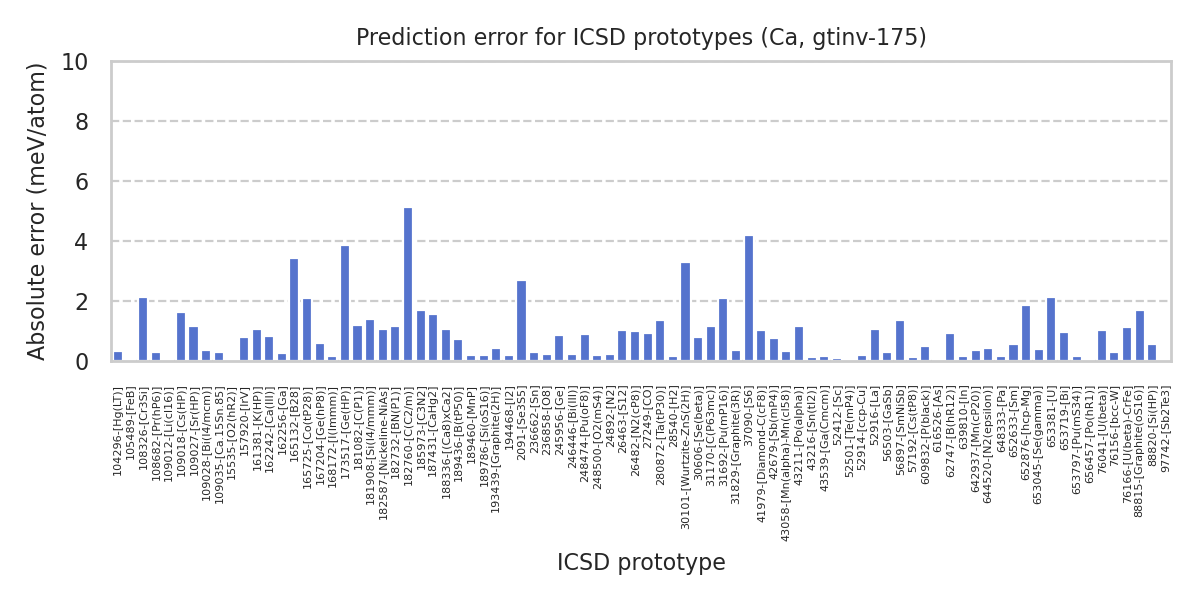 Prediction error for ICSD prototypes (Ca, gtinv-175)
Absolute error (meV/atom)
10
8
6
4
2
0
104296-[Hg(LT)]
105489-[FeB]
108326-[Cr3Si]
108682-[Pr(hP6)]
109012-[Li(cI16)]
109018-[Cs(HP)]
109027-[Sr(HP)]
109028-[Bi(I4/mcm)]
109035-[Ca.15Sn.85]
15535-[O2(hR2)]
157920-[IrV]
161381-[K(HP)]
162242-[Ca(III)]
162256-[Ga]
165132-[B28]
165725-[Co(tP28)]
167204-[Ge(hP8)]
168172-[I(Immm)]
173517-[Ge(HP)]
181082-[C(P1)]
181908-[Si(I4/mmm)]
182587-[Nickeline-NiAs]
182732-[BN(P1)]
182760-[C(C2/m)]
185973-[C3N2]
187431-[CaHg2]
188336-[(Ca8)xCa2]
189436-[B(tP50)]
189460-[MnP]
189786-[Si(oS16)]
193439-[Graphite(2H)]
194468-[I2]
2091-[Se3S5]
236662-[Sn]
236858-[O8]
245956-[Ge]
246446-[Bi(III)]
248474-[Pu(oF8)]
248500-[O2(mS4)]
24892-[N2]
26463-[S12]
26482-[N2(cP8)]
272497-[CO]
280872-[Ta(tP30)]
28540-[H2]
30101-[Wurtzite-ZnS(2H)]
30606-[Se(beta)]
31170-[C(P63mc)]
31692-[Pu(mP16)]
31829-[Graphite(3R)]
37090-[S6]
41979-[Diamond-C(cF8)]
42679-[Sb(mP4)]
43058-[Mn(alpha)-Mn(cI58)]
43211-[Po(alpha)]
43216-[Sn(tI2)]
43539-[Ga(Cmcm)]
52412-[Sc]
52501-[Te(mP4)]
52914-[ccp-Cu]
52916-[La]
56503-[GaSb]
56897-[SmNiSb]
57192-[Cs(tP8)]
609832-[P(black)]
616526-[As]
62747-[B(hR12)]
639810-[In]
642937-[Mn(cP20)]
644520-[N2(epsilon)]
648333-[Pa]
652633-[Sm]
652876-[hcp-Mg]
653045-[Se(gamma)]
653381-[U]
653719-[I]
653797-[Pu(mS34)]
656457-[Po(hR1)]
76041-[U(beta)]
76156-[bcc-W]
76166-[U(beta)-CrFe]
88815-[Graphite(oS16)]
88820-[Si(HP)]
97742-[Sb2Te3]
ICSD prototype